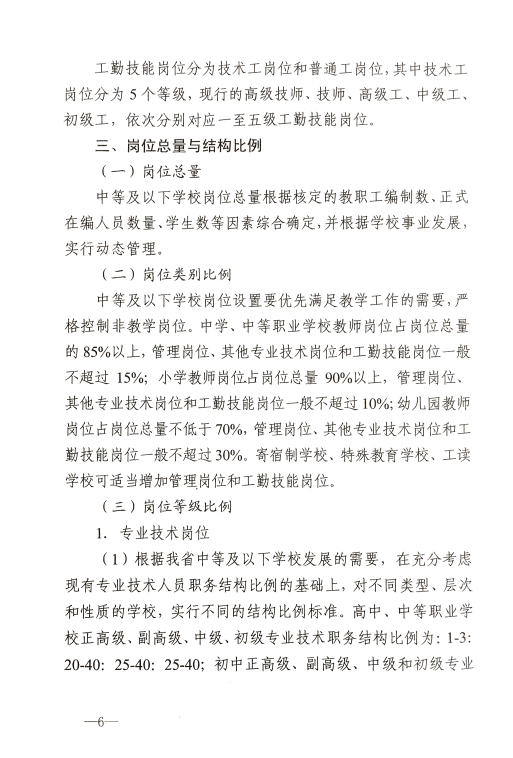 工勤技能岗位分为技术工岗位和普通工岗位,其中技术工
岗位分为 5 个等级，现行的高级技师、技师、高级工、中级工、
初级工，依次分别对应一至五级工勤技能岗位。
三、岗位总量与结构比例
（一）岗位总量
中等及以下学校岗位总量根据核定的教职工编制数、正式
在编人员数量、学生数等因素综合确定,并根据学校事业发展，
实行动态管理。
（二）岗位类别比例
中等及以下学校岗位设置要优先满足教学工作的需要，严
格控制非教学岗位。中学、中等职业学校教师岗位占岗位总量
的 85%以上，管理岗位、其他专业技术岗位和工勤技能岗位一般
不超过 15%；小学教师岗位占岗位总量 90%以上，管理岗位、
其他专业技术岗位和工勤技能岗位一般不超过 10%;幼儿园教师
岗位占岗位总量不低于 70%，管理岗位、其他专业技术岗位和工
勤技能岗位一般不超过 30%。寄宿制学校、特殊教育学校、工读
学校可适当增加管理岗位和工勤技能岗位。
（三）岗位等级比例
1．专业技术岗位
（1）根据我省中等及以下学校发展的需要，在充分考虑
现有专业技术人员职务结构比例的基础上，对不同类型、层次
和性质的学校，实行不同的结构比例标准。高中、中等职业学
校正高级、副高级、中级、初级专业技术职务结构比例为：1-3：
20-40：25-40：25-40；初中正高级、副高级、中级和初级专业
—6—